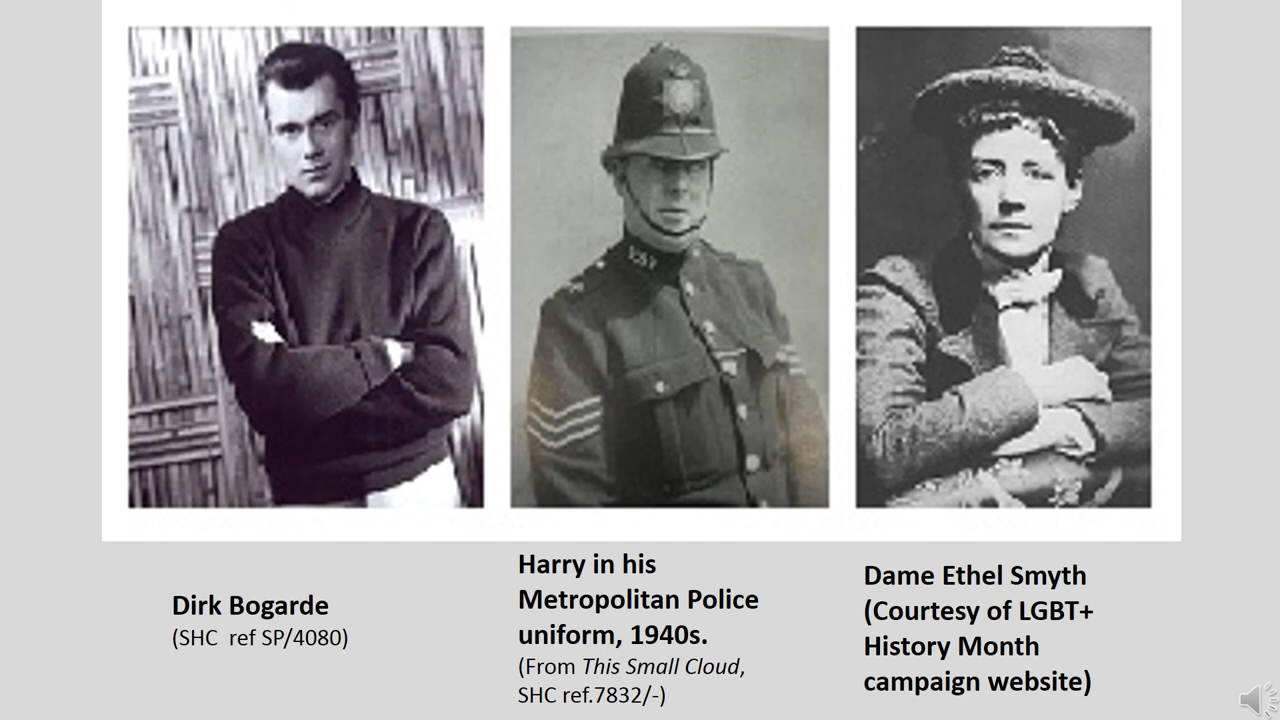 Dirk Bogarde
(SHC ref SP/4080)
Harry in his
Metropolitan Police
uniform, 1940s.
(From This Small Cloud,
SHC ref.7832/-)
Dame Ethel Smyth
(Courtesy of LGBT+
History Month
campaign website)